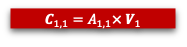 C₁,₁ = A₁,₁× V₁